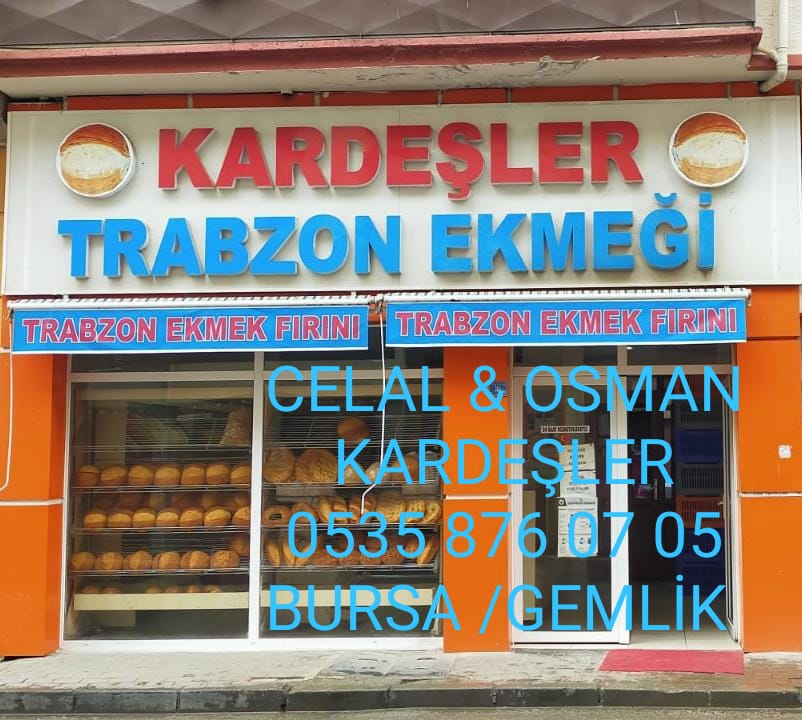 KARDEŞLER
TRABZON EKMEĞİ
TRABZON EKMEK FIRINI
TRABZON EKMEK FIRINI
CELAL & OSMAN
KARDEŞLER
0535 876 07 05
BURSA /GEMLİK